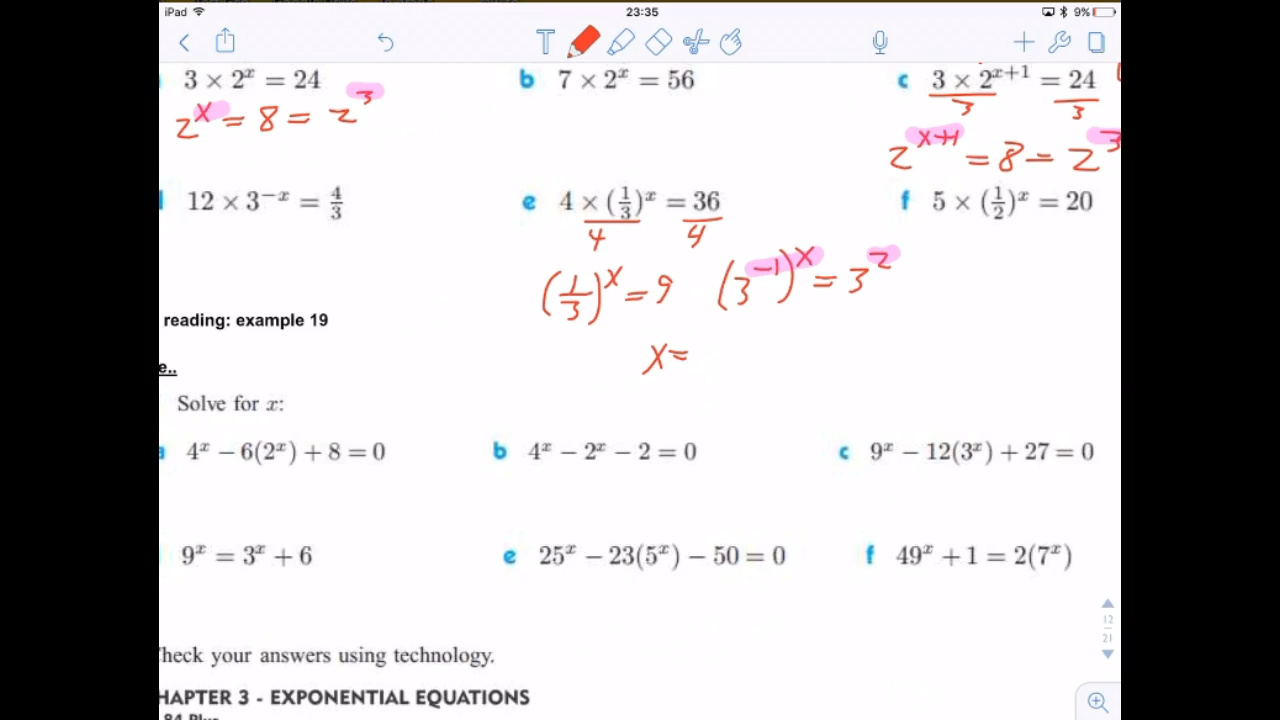 iPad 23:35 9%
T
3 × 2^x = 24 b 7 × 2^x = 56 c 3 × 2^{x+1} = 24
3 3
2^x = 8 = 2^3 2^{x+1} = 8 = 2^3
12 × 3^{-x} = 4/3 e 4 × (1/3)^x = 36 f 5 × (1/2)^x = 20
4 4
(1/3)^x = 9 (3^{-1})^x = 3^2
reading: example 19
x =
e..
Solve for x:
a 4^x − 6(2^x) + 8 = 0 b 4^x − 2^x − 2 = 0 c 9^x − 12(3^x) + 27 = 0
9^x = 3^x + 6 e 25^x − 23(5^x) − 50 = 0 f 49^x + 1 = 2(7^x)
12
21
heck your answers using technology.
HAPTER 3 - EXPONENTIAL EQUATIONS
84 Plus